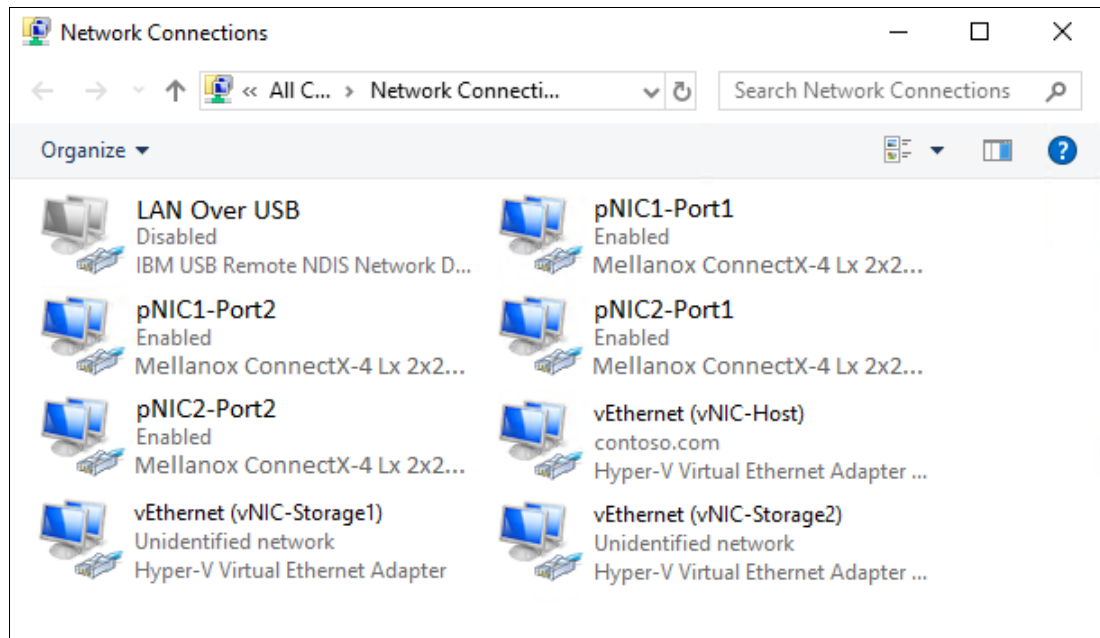 Network Connections
« All C... › Network Connecti...
Search Network Connections
Organize
?
LAN Over USB
Disabled
IBM USB Remote NDIS Network D...
pNIC1-Port1
Enabled
Mellanox ConnectX-4 Lx 2x2...
pNIC1-Port2
Enabled
Mellanox ConnectX-4 Lx 2x2...
pNIC2-Port1
Enabled
Mellanox ConnectX-4 Lx 2x2...
pNIC2-Port2
Enabled
Mellanox ConnectX-4 Lx 2x2...
vEthernet (vNIC-Host)
contoso.com
Hyper-V Virtual Ethernet Adapter ...
vEthernet (vNIC-Storage1)
Unidentified network
Hyper-V Virtual Ethernet Adapter
vEthernet (vNIC-Storage2)
Unidentified network
Hyper-V Virtual Ethernet Adapter ...